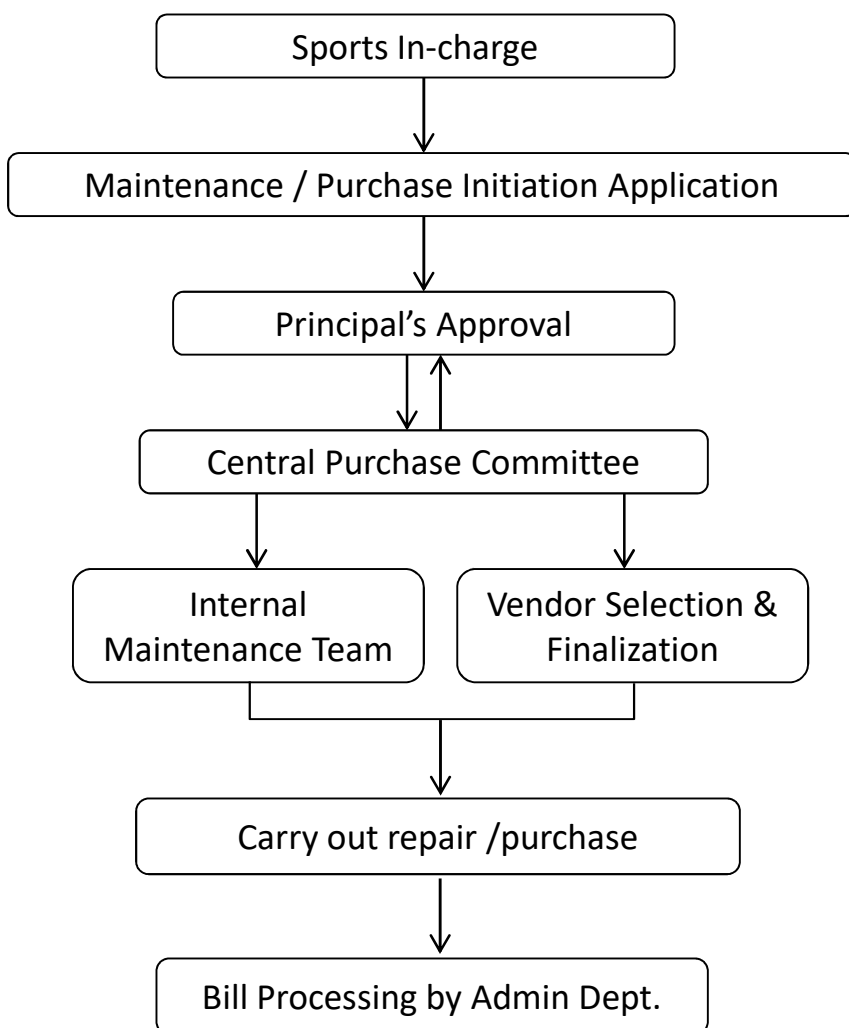 Sports In-charge
Maintenance / Purchase Initiation Application
Principal’s Approval
Central Purchase Committee
Internal
Maintenance Team
Vendor Selection &
Finalization
Carry out repair /purchase
Bill Processing by Admin Dept.